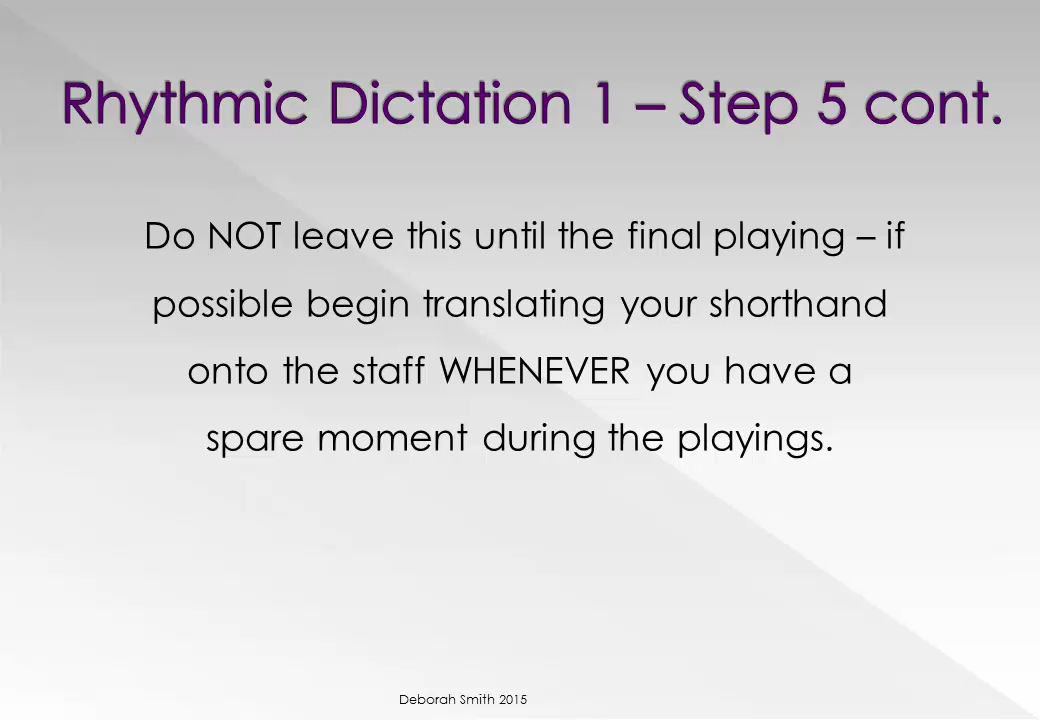 Rhythmic Dictation 1 – Step 5 cont.
Do NOT leave this until the final playing – if
possible begin translating your shorthand
onto the staff WHENEVER you have a
spare moment during the playings.
Deborah Smith 2015